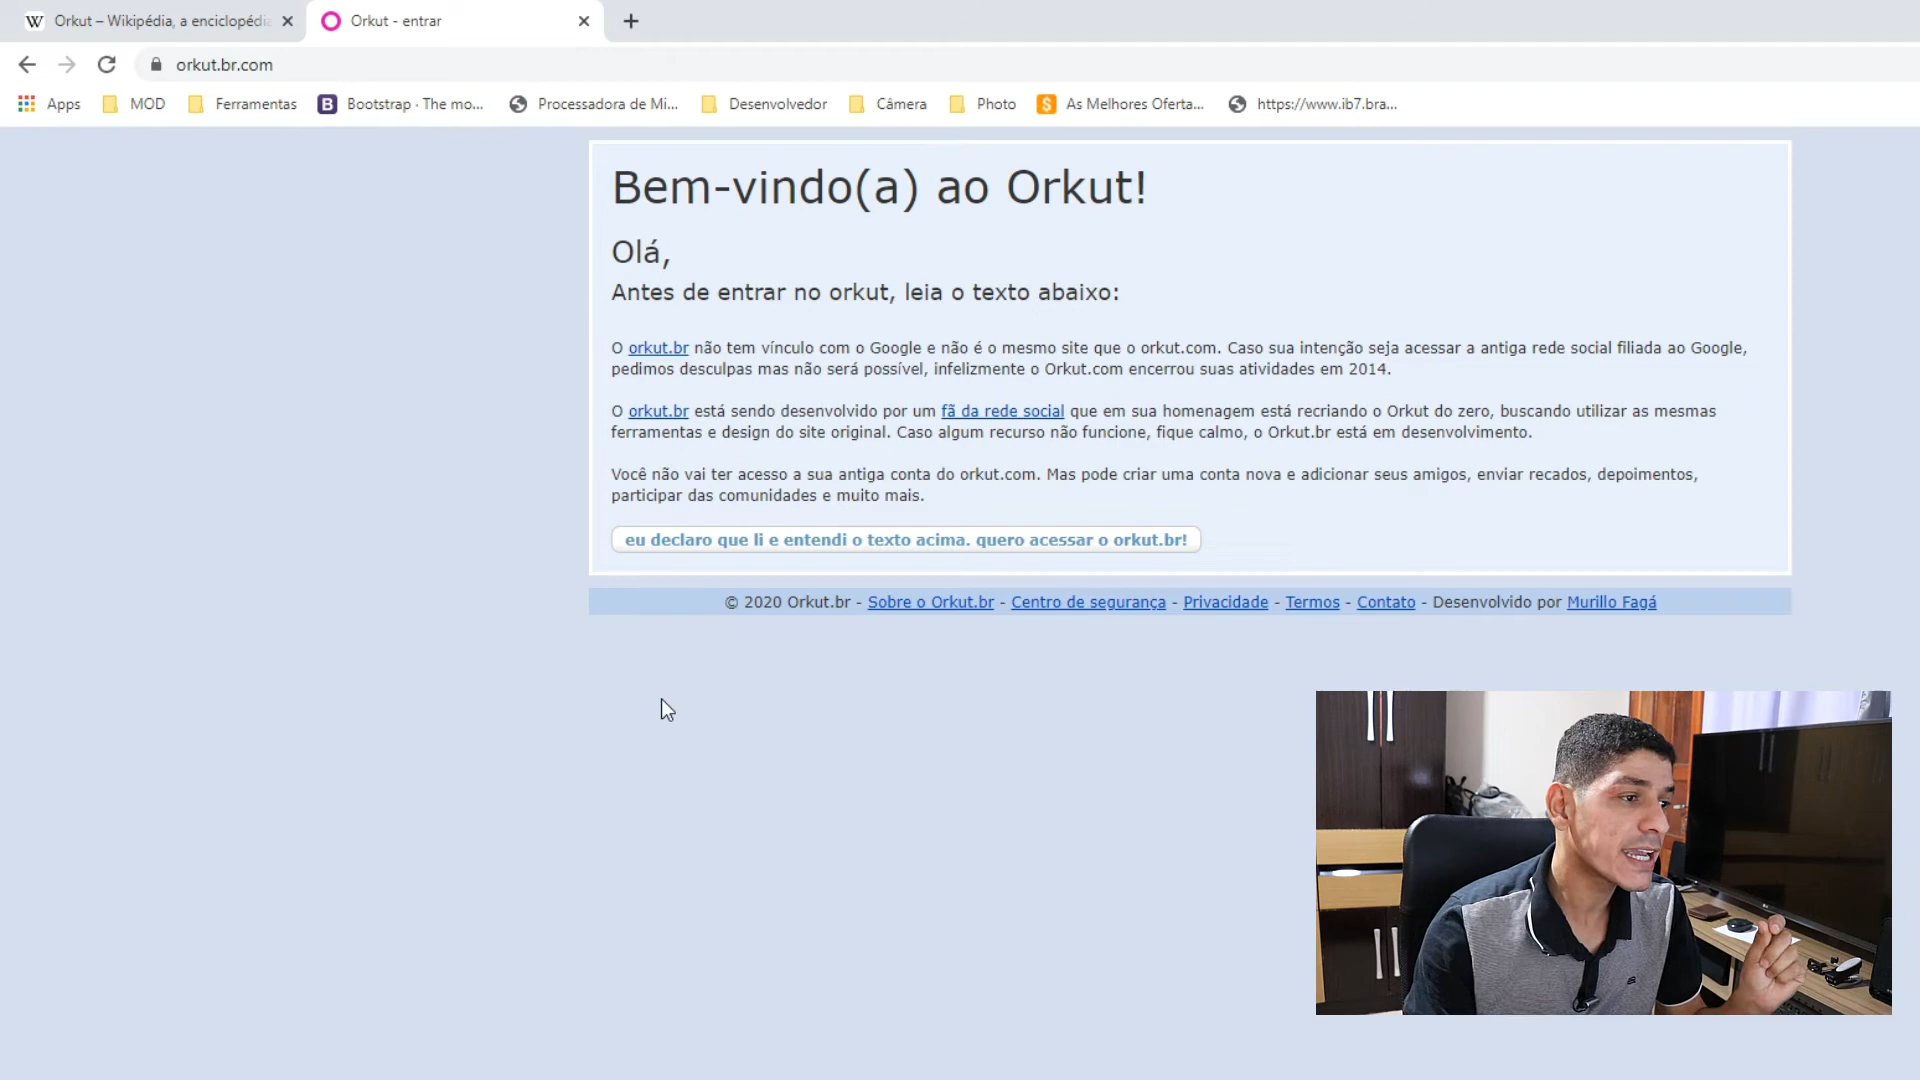 Orkut – Wikipédia, a enciclopédi
Orkut - entrar
orkut.br.com
Apps
MOD
Ferramentas
Bootstrap · The mo...
Processadora de Mi...
Desenvolvedor
Câmera
Photo
As Melhores Oferta...
https://www.ib7.bra...
Bem-vindo(a) ao Orkut!
Olá,
Antes de entrar no orkut, leia o texto abaixo:
O orkut.br não tem vínculo com o Google e não é o mesmo site que o orkut.com. Caso sua intenção seja acessar a antiga rede social filiada ao Google,
pedimos desculpas mas não será possível, infelizmente o Orkut.com encerrou suas atividades em 2014.
O orkut.br está sendo desenvolvido por um fã da rede social que em sua homenagem está recriando o Orkut do zero, buscando utilizar as mesmas
ferramentas e design do site original. Caso algum recurso não funcione, fique calmo, o Orkut.br está em desenvolvimento.
Você não vai ter acesso a sua antiga conta do orkut.com. Mas pode criar uma conta nova e adicionar seus amigos, enviar recados, depoimentos,
participar das comunidades e muito mais.
eu declaro que li e entendi o texto acima. quero acessar o orkut.br!
© 2020 Orkut.br - Sobre o Orkut.br - Centro de segurança - Privacidade - Termos - Contato - Desenvolvido por Murillo Fagá